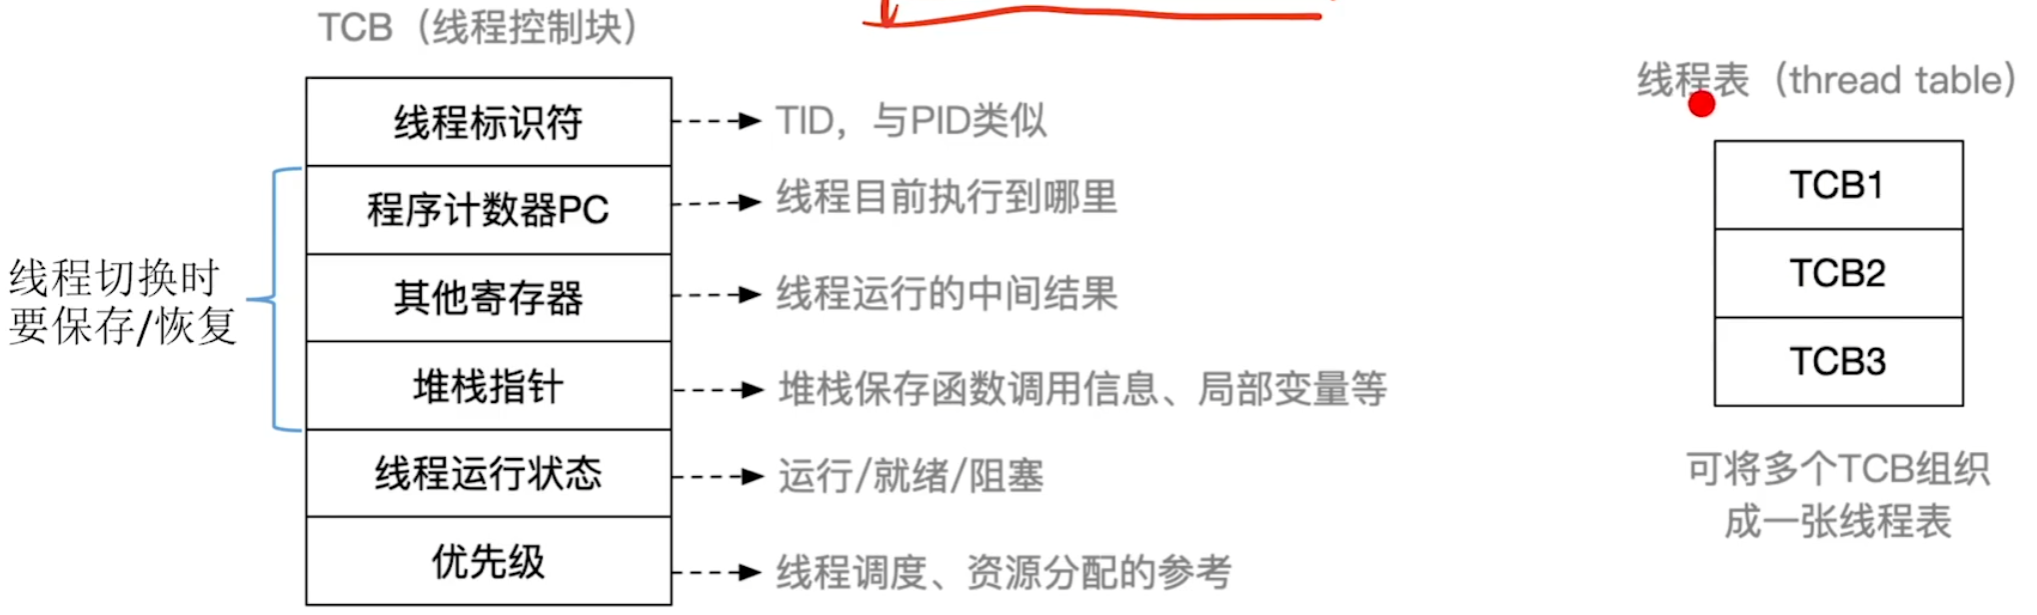 TCB（线程控制块）
线程标识符
TID，与PID类似
程序计数器PC
线程目前执行到哪里
其他寄存器
线程运行的中间结果
堆栈指针
堆栈保存函数调用信息、局部变量等
线程运行状态
运行/就绪/阻塞
优先级
线程调度、资源分配的参考
线程切换时
要保存/恢复
线程表（thread table）
TCB1
TCB2
TCB3
可将多个TCB组织
成一张线程表